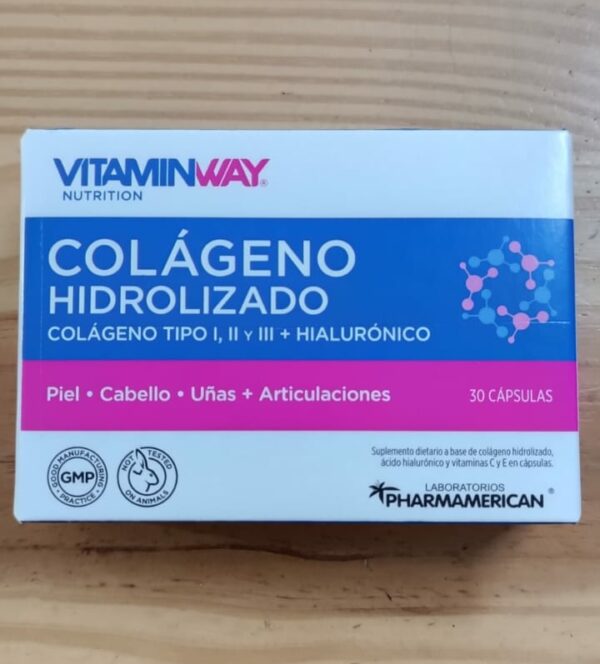 VITAMINWAY®
NUTRITION
COLÁGENO
HIDROLIZADO
COLÁGENO TIPO I, II Y III + HIALURÓNICO
Piel • Cabello • Uñas + Articulaciones
30 CÁPSULAS
GOOD MANUFACTURING
GMP
• PRACTICE •
NOT TESTED
ON ANIMALS
Suplemento dietario a base de colágeno hidrolizado,
ácido hialurónico y vitaminas C y E en cápsulas.
LABORATORIOS
PHARMAMERICAN®